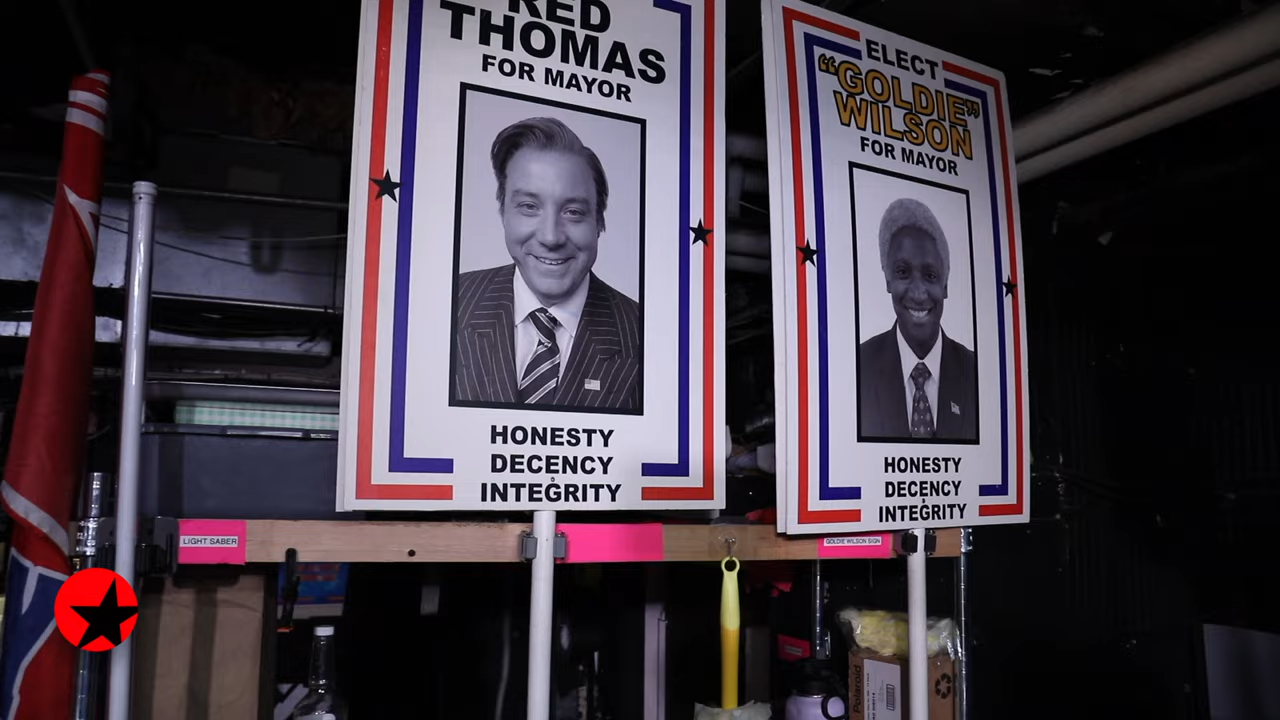 RED
THOMAS
FOR MAYOR
HONESTY
DECENCY
INTEGRITY
ELECT
"GOLDIE"
WILSON
FOR MAYOR
HONESTY
DECENCY
INTEGRITY
LIGHT SABER
GOLDIE WILSON SIGN
Polaroid